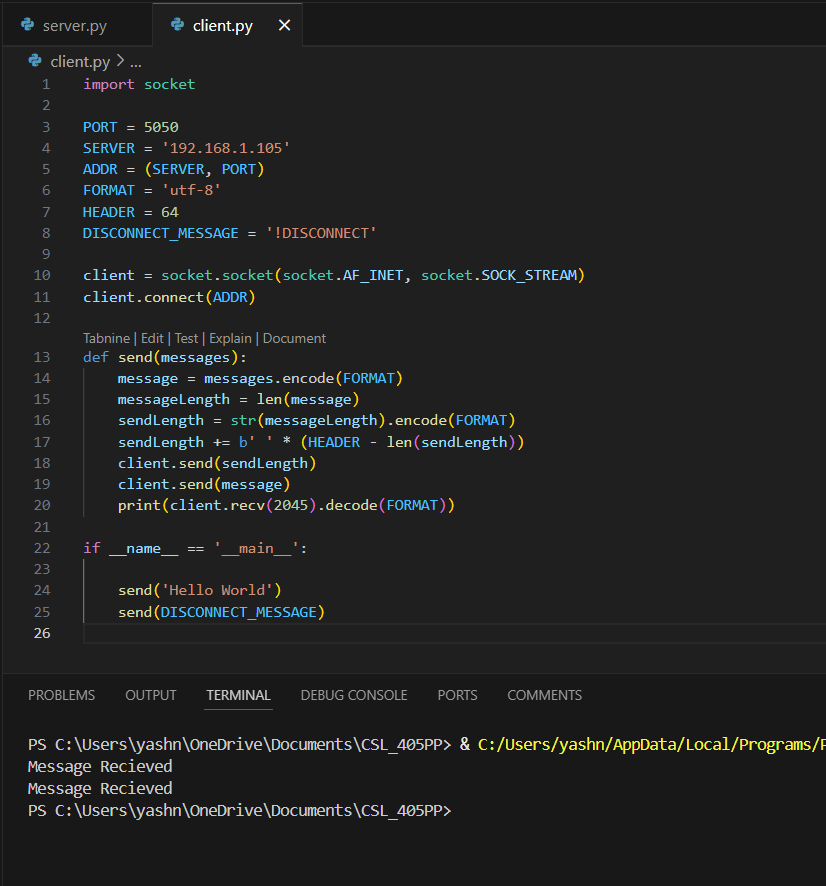 server.py client.py ×
client.py > ...
1 import socket
2
3 PORT = 5050
4 SERVER = '192.168.1.105'
5 ADDR = (SERVER, PORT)
6 FORMAT = 'utf-8'
7 HEADER = 64
8 DISCONNECT_MESSAGE = '!DISCONNECT'
9
10 client = socket.socket(socket.AF_INET, socket.SOCK_STREAM)
11 client.connect(ADDR)
12
Tabnine | Edit | Test | Explain | Document
13 def send(messages):
14     message = messages.encode(FORMAT)
15     messageLength = len(message)
16     sendLength = str(messageLength).encode(FORMAT)
17     sendLength += b' ' * (HEADER - len(sendLength))
18     client.send(sendLength)
19     client.send(message)
20     print(client.recv(2045).decode(FORMAT))
21
22 if __name__ == '__main__':
23
24     send('Hello World')
25     send(DISCONNECT_MESSAGE)
26
PROBLEMS OUTPUT TERMINAL DEBUG CONSOLE PORTS COMMENTS
PS C:\Users\yashn\OneDrive\Documents\CSL_405PP> & C:/Users/yashn/AppData/Local/Programs/
Message Recieved
Message Recieved
PS C:\Users\yashn\OneDrive\Documents\CSL_405PP>